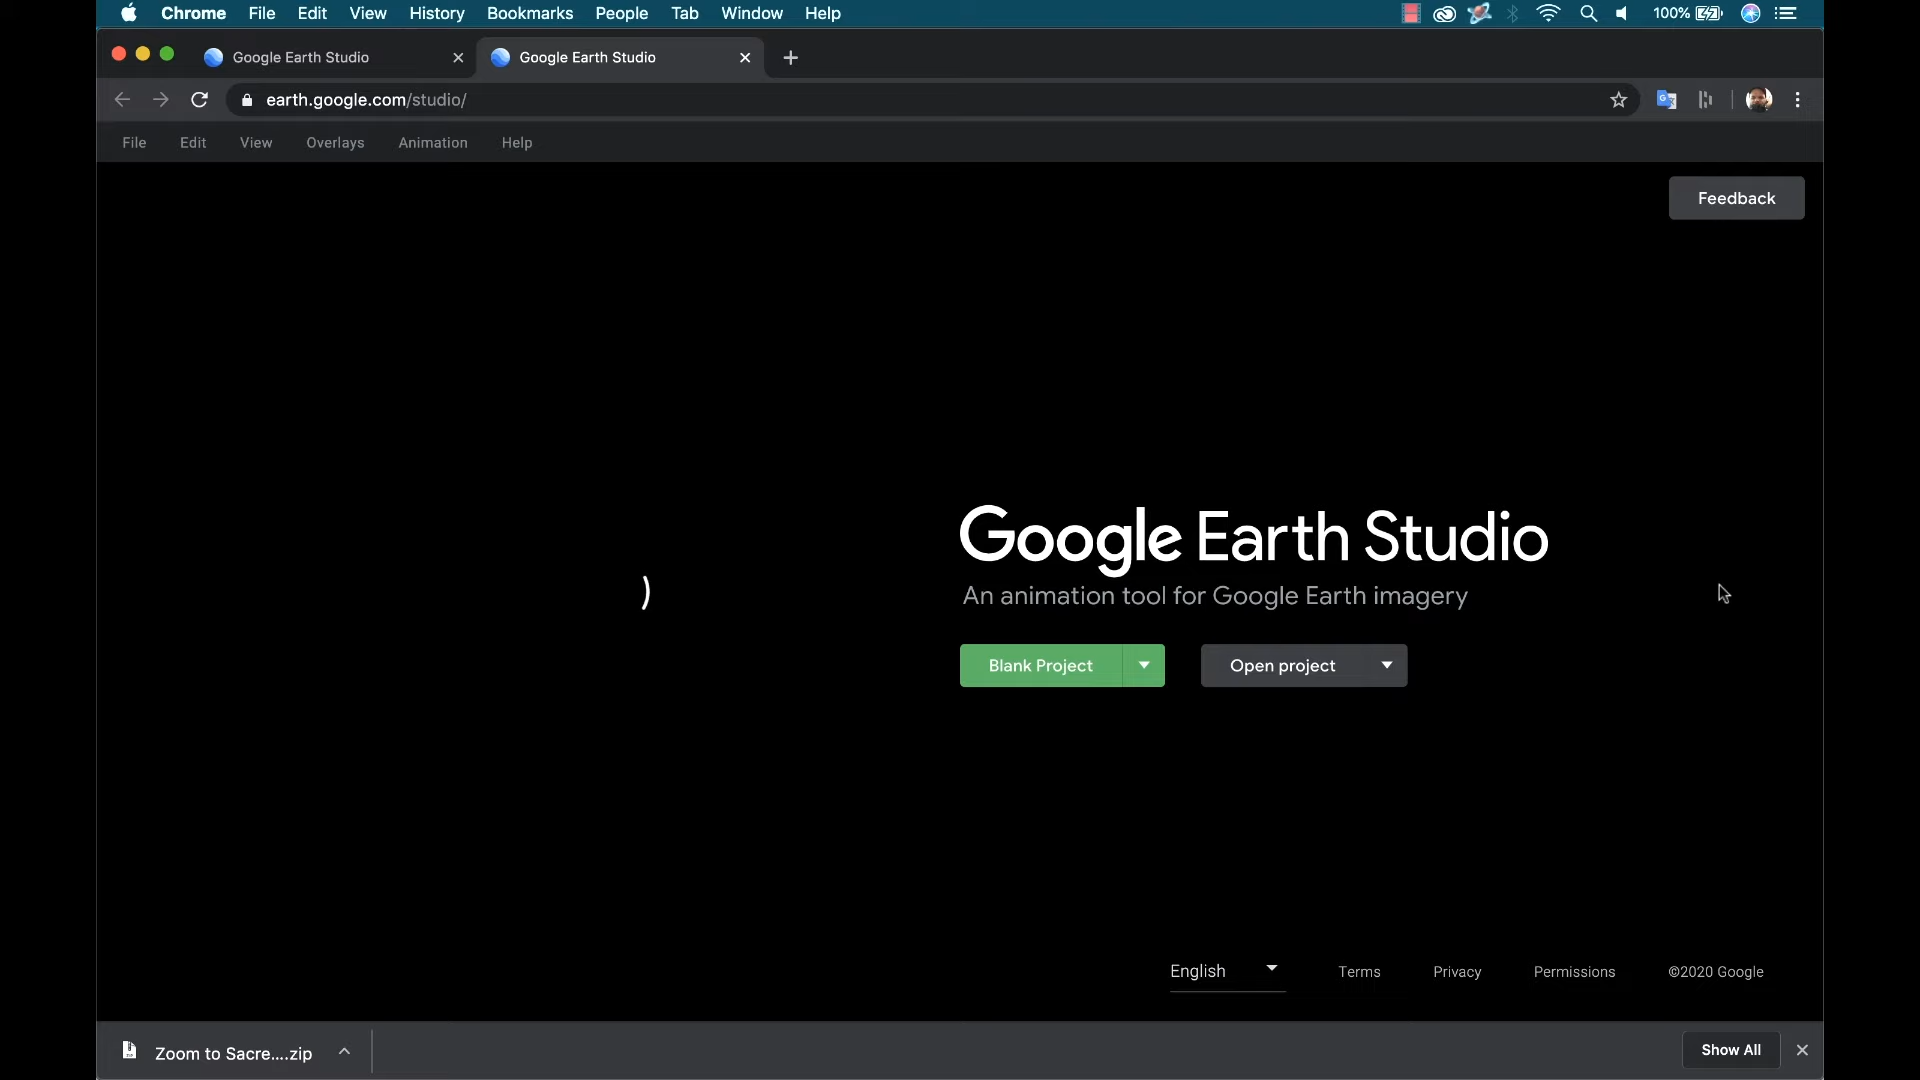 Chrome File Edit View History Bookmarks People Tab Window Help 100%
Google Earth Studio Google Earth Studio
earth.google.com/studio/
File Edit View Overlays Animation Help
Feedback
Google Earth Studio
An animation tool for Google Earth imagery
Blank Project Open project
English Terms Privacy Permissions ©2020 Google
Zoom to Sacre....zip Show All